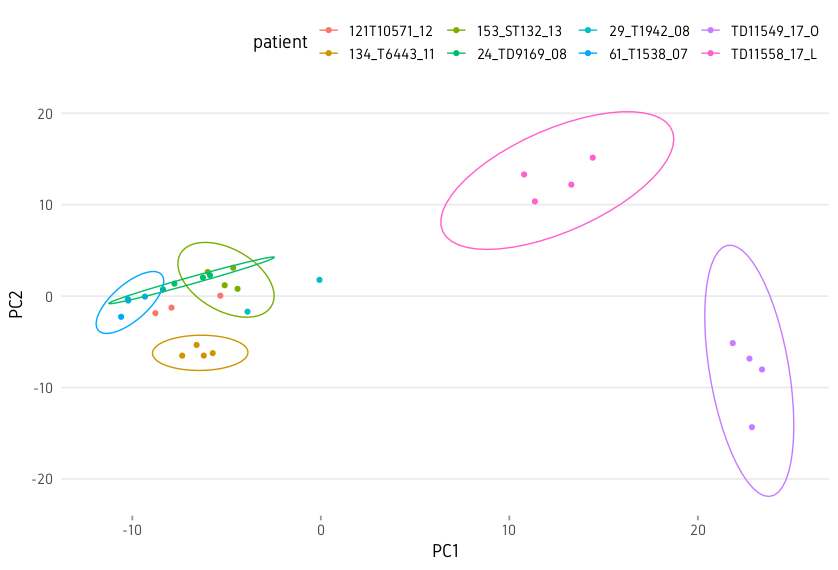 patient
121T10571_12 153_ST132_13 29_T1942_08 TD11549_17_O
134_T6443_11 24_TD9169_08 61_T1538_07 TD11558_17_L
20
10
0
-10
-20
PC2
-10 0 10 20
PC1